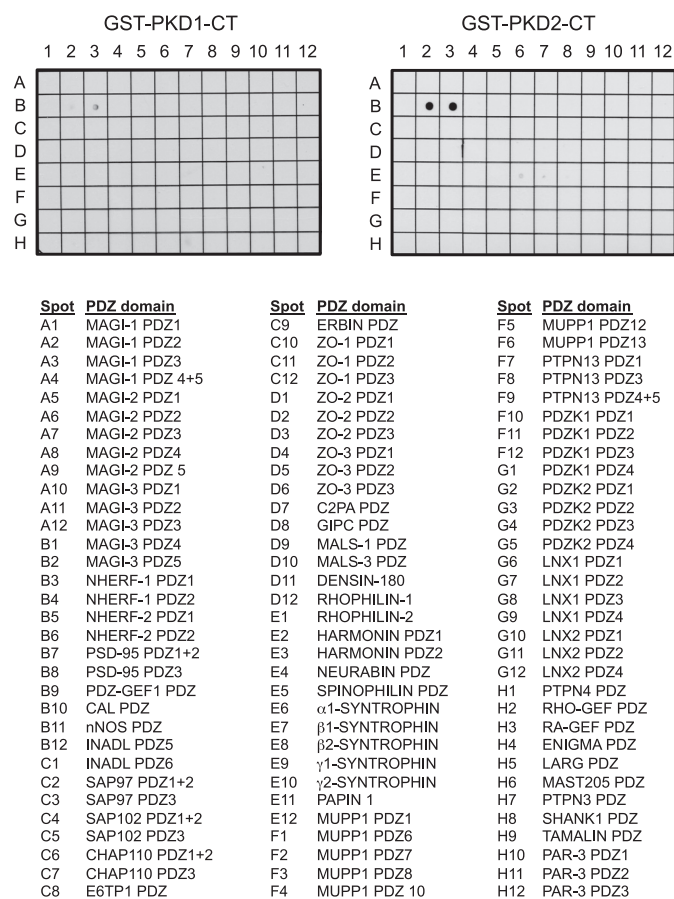 GST-PKD1-CT
1 2 3 4 5 6 7 8 9 10 11 12
A
B
C
D
E
F
G
H
GST-PKD2-CT
1 2 3 4 5 6 7 8 9 10 11 12
A
B
C
D
E
F
G
H
Spot PDZ domain
A1 MAGI-1 PDZ1
A2 MAGI-1 PDZ2
A3 MAGI-1 PDZ3
A4 MAGI-1 PDZ 4+5
A5 MAGI-2 PDZ1
A6 MAGI-2 PDZ2
A7 MAGI-2 PDZ3
A8 MAGI-2 PDZ4
A9 MAGI-2 PDZ 5
A10 MAGI-3 PDZ1
A11 MAGI-3 PDZ2
A12 MAGI-3 PDZ3
B1 MAGI-3 PDZ4
B2 MAGI-3 PDZ5
B3 NHERF-1 PDZ1
B4 NHERF-1 PDZ2
B5 NHERF-2 PDZ1
B6 NHERF-2 PDZ2
B7 PSD-95 PDZ1+2
B8 PSD-95 PDZ3
B9 PDZ-GEF1 PDZ
B10 CAL PDZ
B11 nNOS PDZ
B12 INADL PDZ5
C1 INADL PDZ6
C2 SAP97 PDZ1+2
C3 SAP97 PDZ3
C4 SAP102 PDZ1+2
C5 SAP102 PDZ3
C6 CHAP110 PDZ1+2
C7 CHAP110 PDZ3
C8 E6TP1 PDZ
Spot PDZ domain
C9 ERBIN PDZ
C10 ZO-1 PDZ1
C11 ZO-1 PDZ2
C12 ZO-1 PDZ3
D1 ZO-2 PDZ1
D2 ZO-2 PDZ2
D3 ZO-2 PDZ3
D4 ZO-3 PDZ1
D5 ZO-3 PDZ2
D6 ZO-3 PDZ3
D7 C2PA PDZ
D8 GIPC PDZ
D9 MALS-1 PDZ
D10 MALS-3 PDZ
D11 DENSIN-180
D12 RHOPHILIN-1
E1 RHOPHILIN-2
E2 HARMONIN PDZ1
E3 HARMONIN PDZ2
E4 NEURABIN PDZ
E5 SPINOPHILIN PDZ
E6 α1-SYNTROPHIN
E7 β1-SYNTROPHIN
E8 β2-SYNTROPHIN
E9 γ1-SYNTROPHIN
E10 γ2-SYNTROPHIN
E11 PAPIN 1
E12 MUPP1 PDZ1
F1 MUPP1 PDZ6
F2 MUPP1 PDZ7
F3 MUPP1 PDZ8
F4 MUPP1 PDZ 10
Spot PDZ domain
F5 MUPP1 PDZ12
F6 MUPP1 PDZ13
F7 PTPN13 PDZ1
F8 PTPN13 PDZ3
F9 PTPN13 PDZ4+5
F10 PDZK1 PDZ1
F11 PDZK1 PDZ2
F12 PDZK1 PDZ3
G1 PDZK1 PDZ4
G2 PDZK2 PDZ1
G3 PDZK2 PDZ2
G4 PDZK2 PDZ3
G5 PDZK2 PDZ4
G6 LNX1 PDZ1
G7 LNX1 PDZ2
G8 LNX1 PDZ3
G9 LNX1 PDZ4
G10 LNX2 PDZ1
G11 LNX2 PDZ2
G12 LNX2 PDZ4
H1 PTPN4 PDZ
H2 RHO-GEF PDZ
H3 RA-GEF PDZ
H4 ENIGMA PDZ
H5 LARG PDZ
H6 MAST205 PDZ
H7 PTPN3 PDZ
H8 SHANK1 PDZ
H9 TAMALIN PDZ
H10 PAR-3 PDZ1
H11 PAR-3 PDZ2
H12 PAR-3 PDZ3